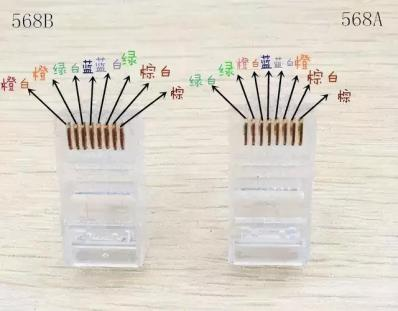 568B
568A
橙白 橙 绿白 蓝 蓝白 绿 棕白 棕
绿白 绿 橙白 蓝 蓝白 橙 棕白 棕